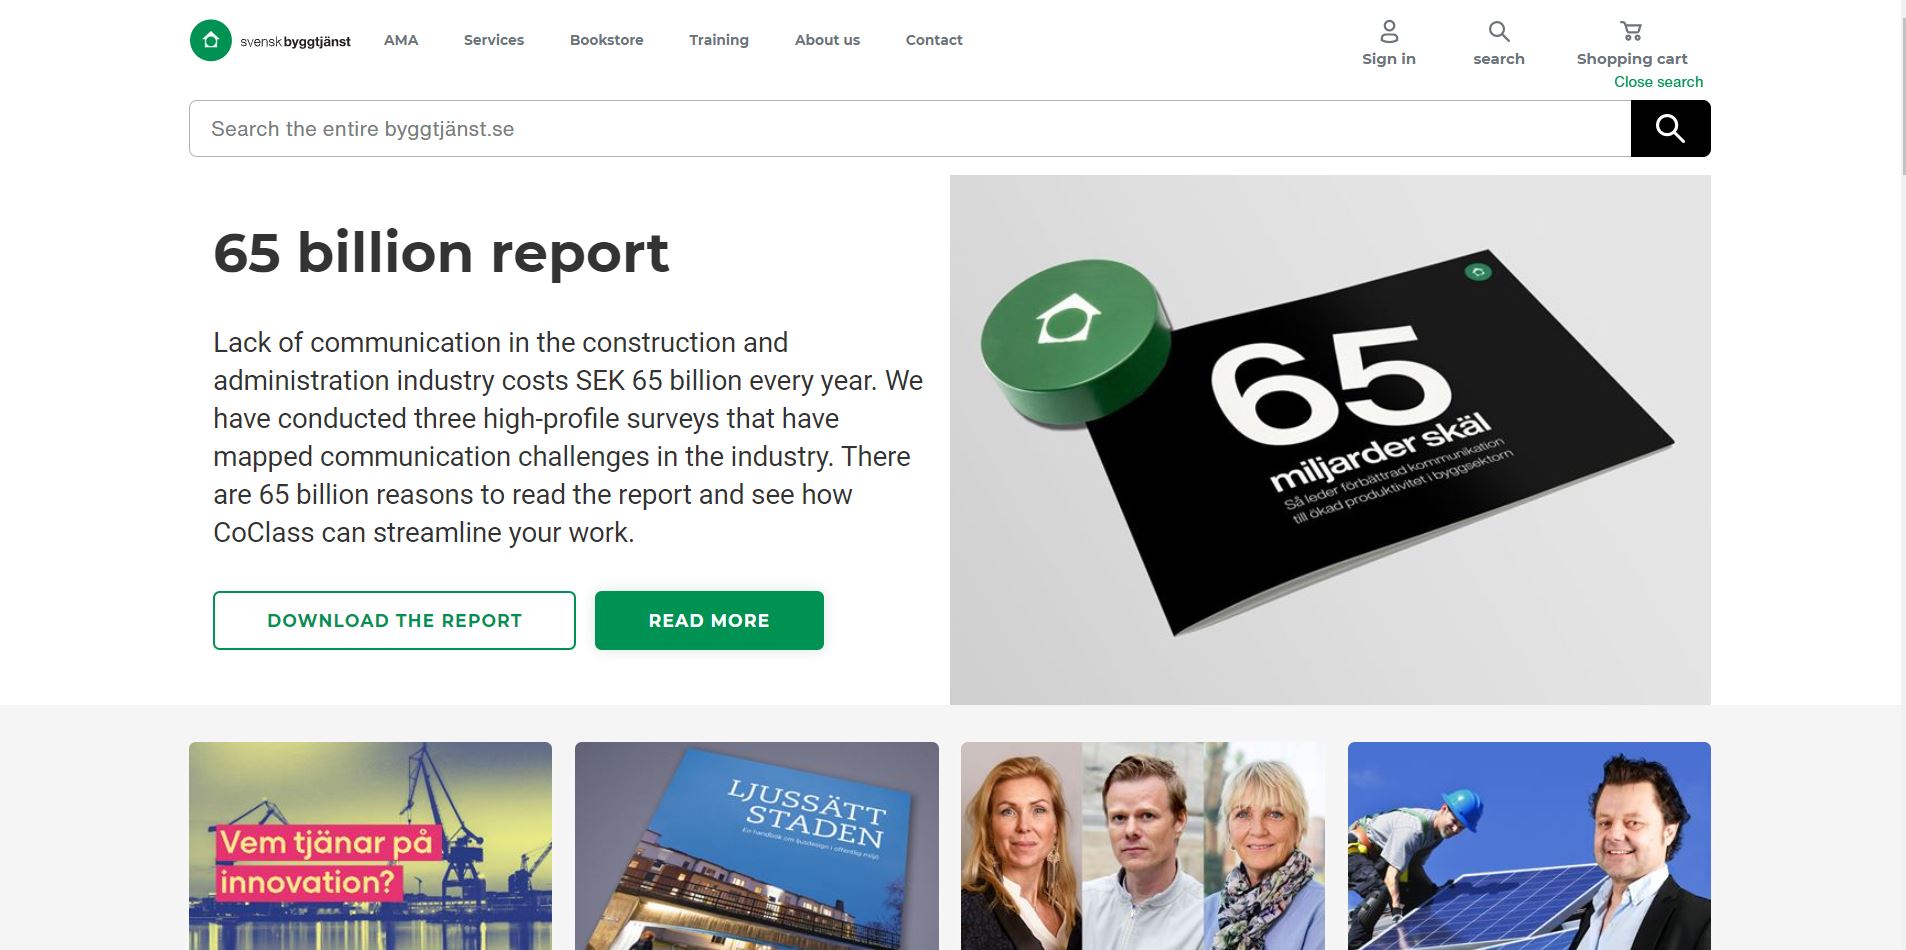 svensk byggtjänst
AMA
Services
Bookstore
Training
About us
Contact
Sign in
search
Shopping cart
Close search
Search the entire byggtjänst.se
65 billion report
Lack of communication in the construction and
administration industry costs SEK 65 billion every year. We
have conducted three high-profile surveys that have
mapped communication challenges in the industry. There
are 65 billion reasons to read the report and see how
CoClass can streamline your work.
DOWNLOAD THE REPORT
READ MORE
65
miljarder skäl
Så leder förbättrad kommunikation
till ökad produktivitet i byggsektorn
Vem tjänar på
innovation?
LJUSSÄTT
STADEN
En handbok om ljusdesign i offentlig miljö